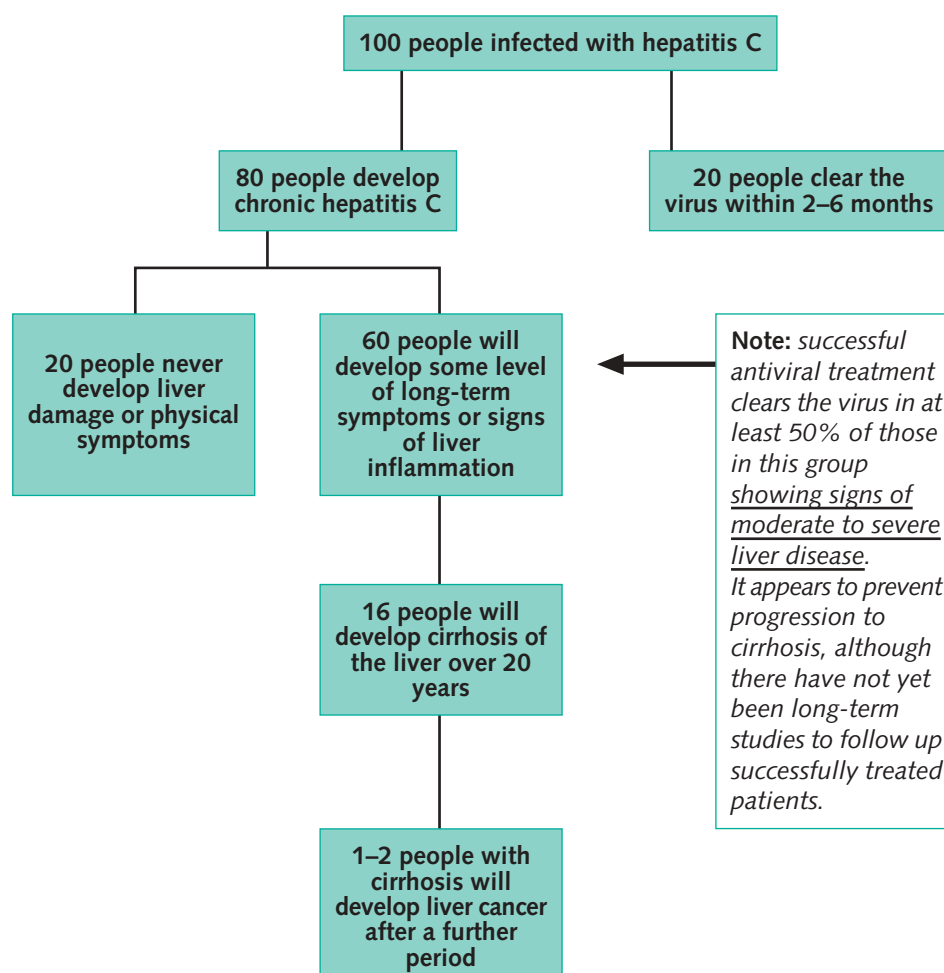 100 people infected with hepatitis C
80 people develop
chronic hepatitis C
20 people clear the
virus within 2–6 months
20 people never
develop liver
damage or physical
symptoms
60 people will
develop some level
of long-term
symptoms or signs
of liver
inflammation
Note: successful
antiviral treatment
clears the virus in at
least 50% of those
in this group
showing signs of
moderate to severe
liver disease.
It appears to prevent
progression to
cirrhosis, although
there have not yet
been long-term
studies to follow up
successfully treated
patients.
16 people will
develop cirrhosis of
the liver over 20
years
1–2 people with
cirrhosis will
develop liver cancer
after a further
period